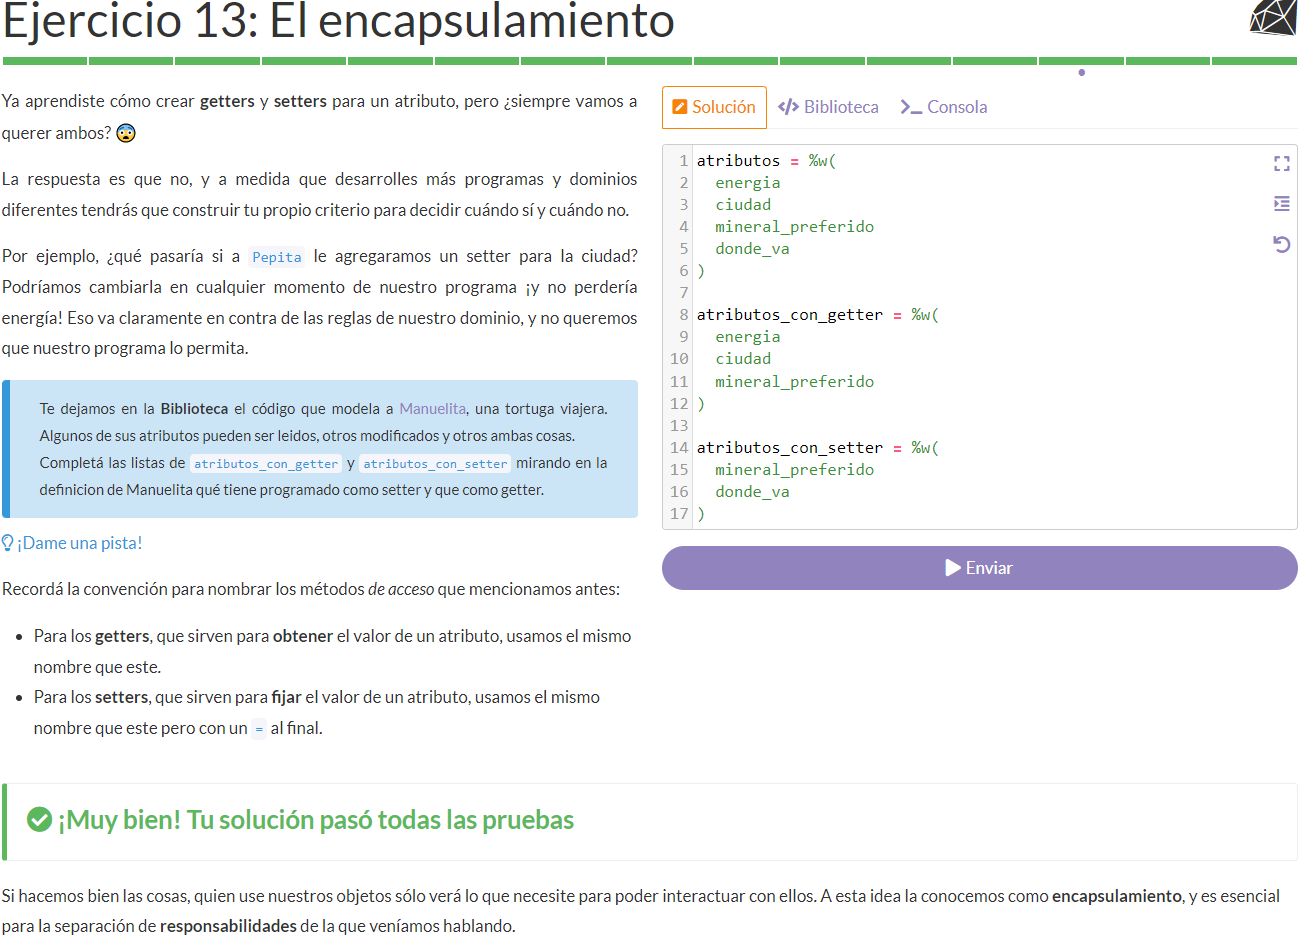 Ejercicio 13: El encapsulamiento
Ya aprendiste cómo crear getters y setters para un atributo, pero ¿siempre vamos a
querer ambos? 😨
La respuesta es que no, y a medida que desarrolles más programas y dominios
diferentes tendrás que construir tu propio criterio para decidir cuándo sí y cuándo no.
Por ejemplo, ¿qué pasaría si a Pepita le agregaramos un setter para la ciudad?
Podríamos cambiarla en cualquier momento de nuestro programa ¡y no perdería
energía! Eso va claramente en contra de las reglas de nuestro dominio, y no queremos
que nuestro programa lo permita.
Te dejamos en la Biblioteca el código que modela a Manuelita, una tortuga viajera.
Algunos de sus atributos pueden ser leidos, otros modificados y otros ambas cosas.
Completá las listas de atributos_con_getter y atributos_con_setter mirando en la
definicion de Manuelita qué tiene programado como setter y que como getter.
¡Dame una pista!
Recordá la convención para nombrar los métodos de acceso que mencionamos antes:
• Para los getters, que sirven para obtener el valor de un atributo, usamos el mismo
nombre que este.
• Para los setters, que sirven para fijar el valor de un atributo, usamos el mismo
nombre que este pero con un = al final.
Solución </> Biblioteca >_ Consola
1 atributos = %w(
2   energia
3   ciudad
4   mineral_preferido
5   donde_va
6 )
7
8 atributos_con_getter = %w(
9   energia
10   ciudad
11   mineral_preferido
12 )
13
14 atributos_con_setter = %w(
15   mineral_preferido
16   donde_va
17 )
Enviar
¡Muy bien! Tu solución pasó todas las pruebas
Si hacemos bien las cosas, quien use nuestros objetos sólo verá lo que necesite para poder interactuar con ellos. A esta idea la conocemos como encapsulamiento, y es esencial
para la separación de responsabilidades de la que veníamos hablando.